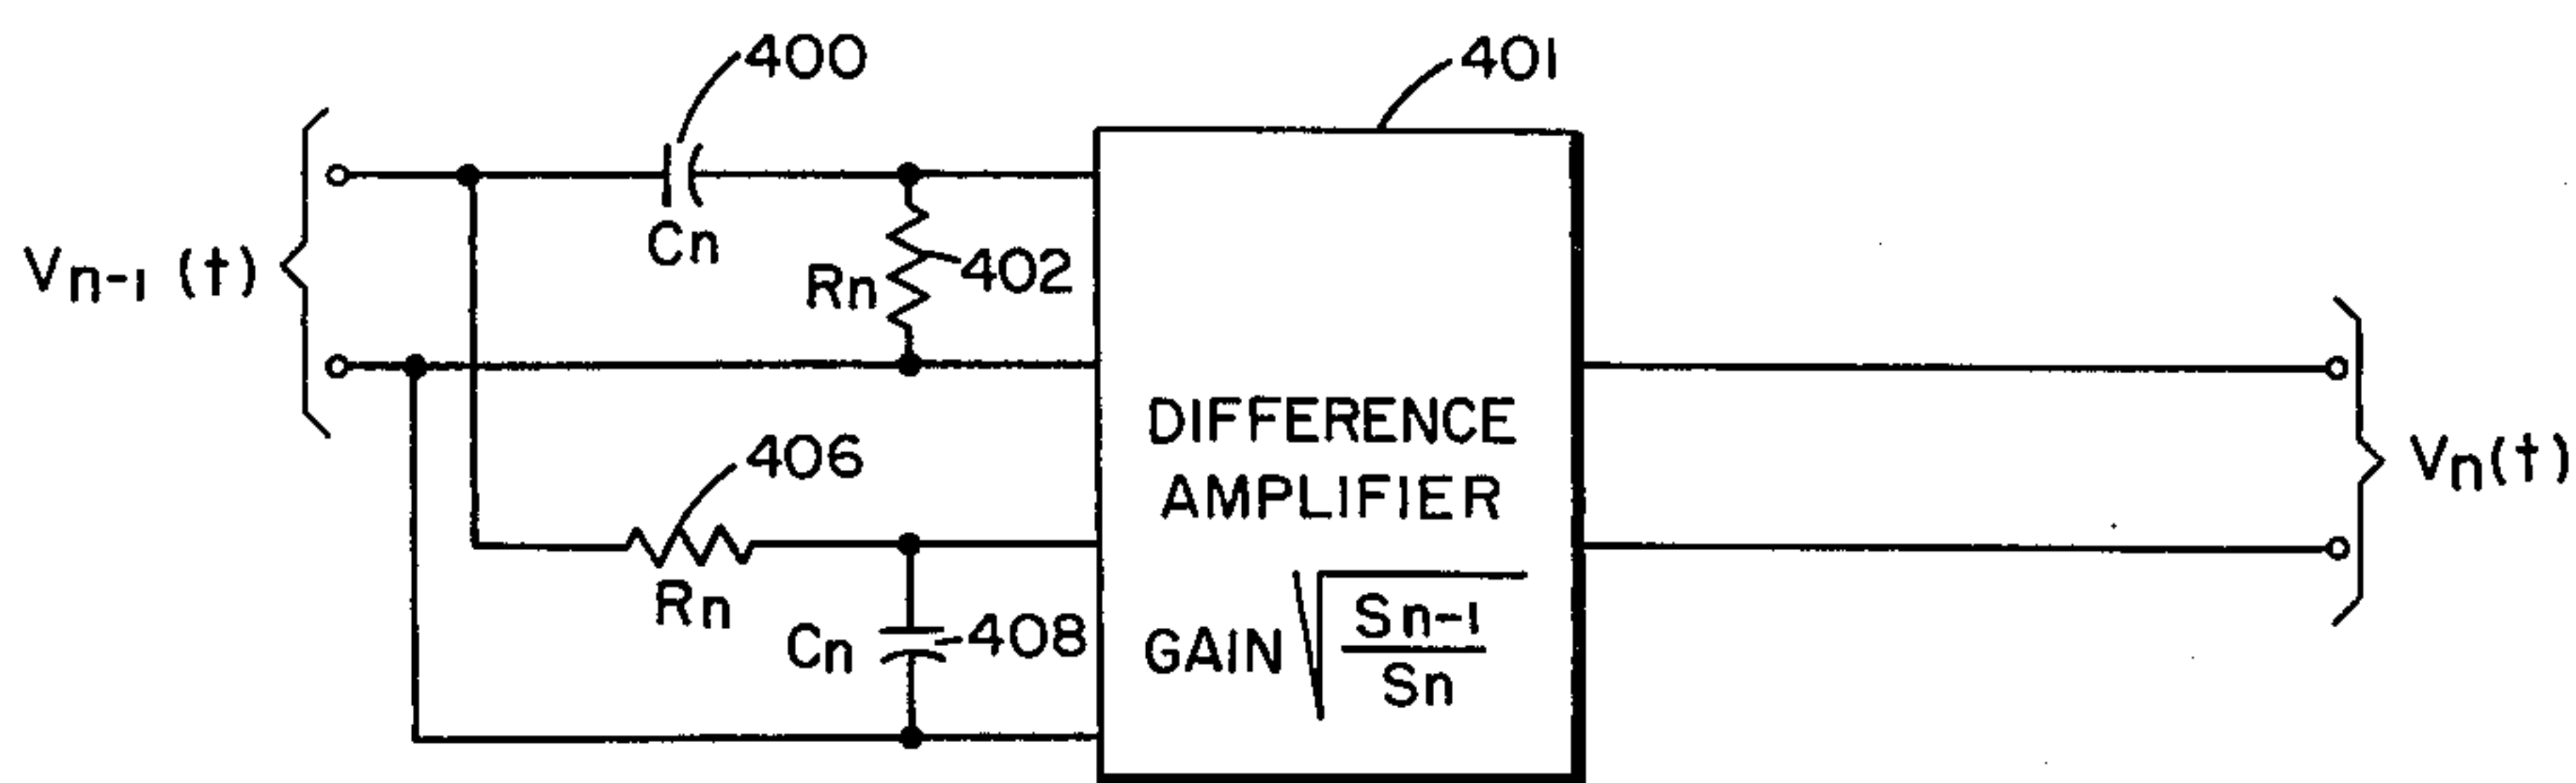 400
401
Cn
Vn-1 (t)
Rn
402
DIFFERENCE
AMPLIFIER
406
Vn(t)
Rn
Cn
408
GAIN √Sn-1/Sn